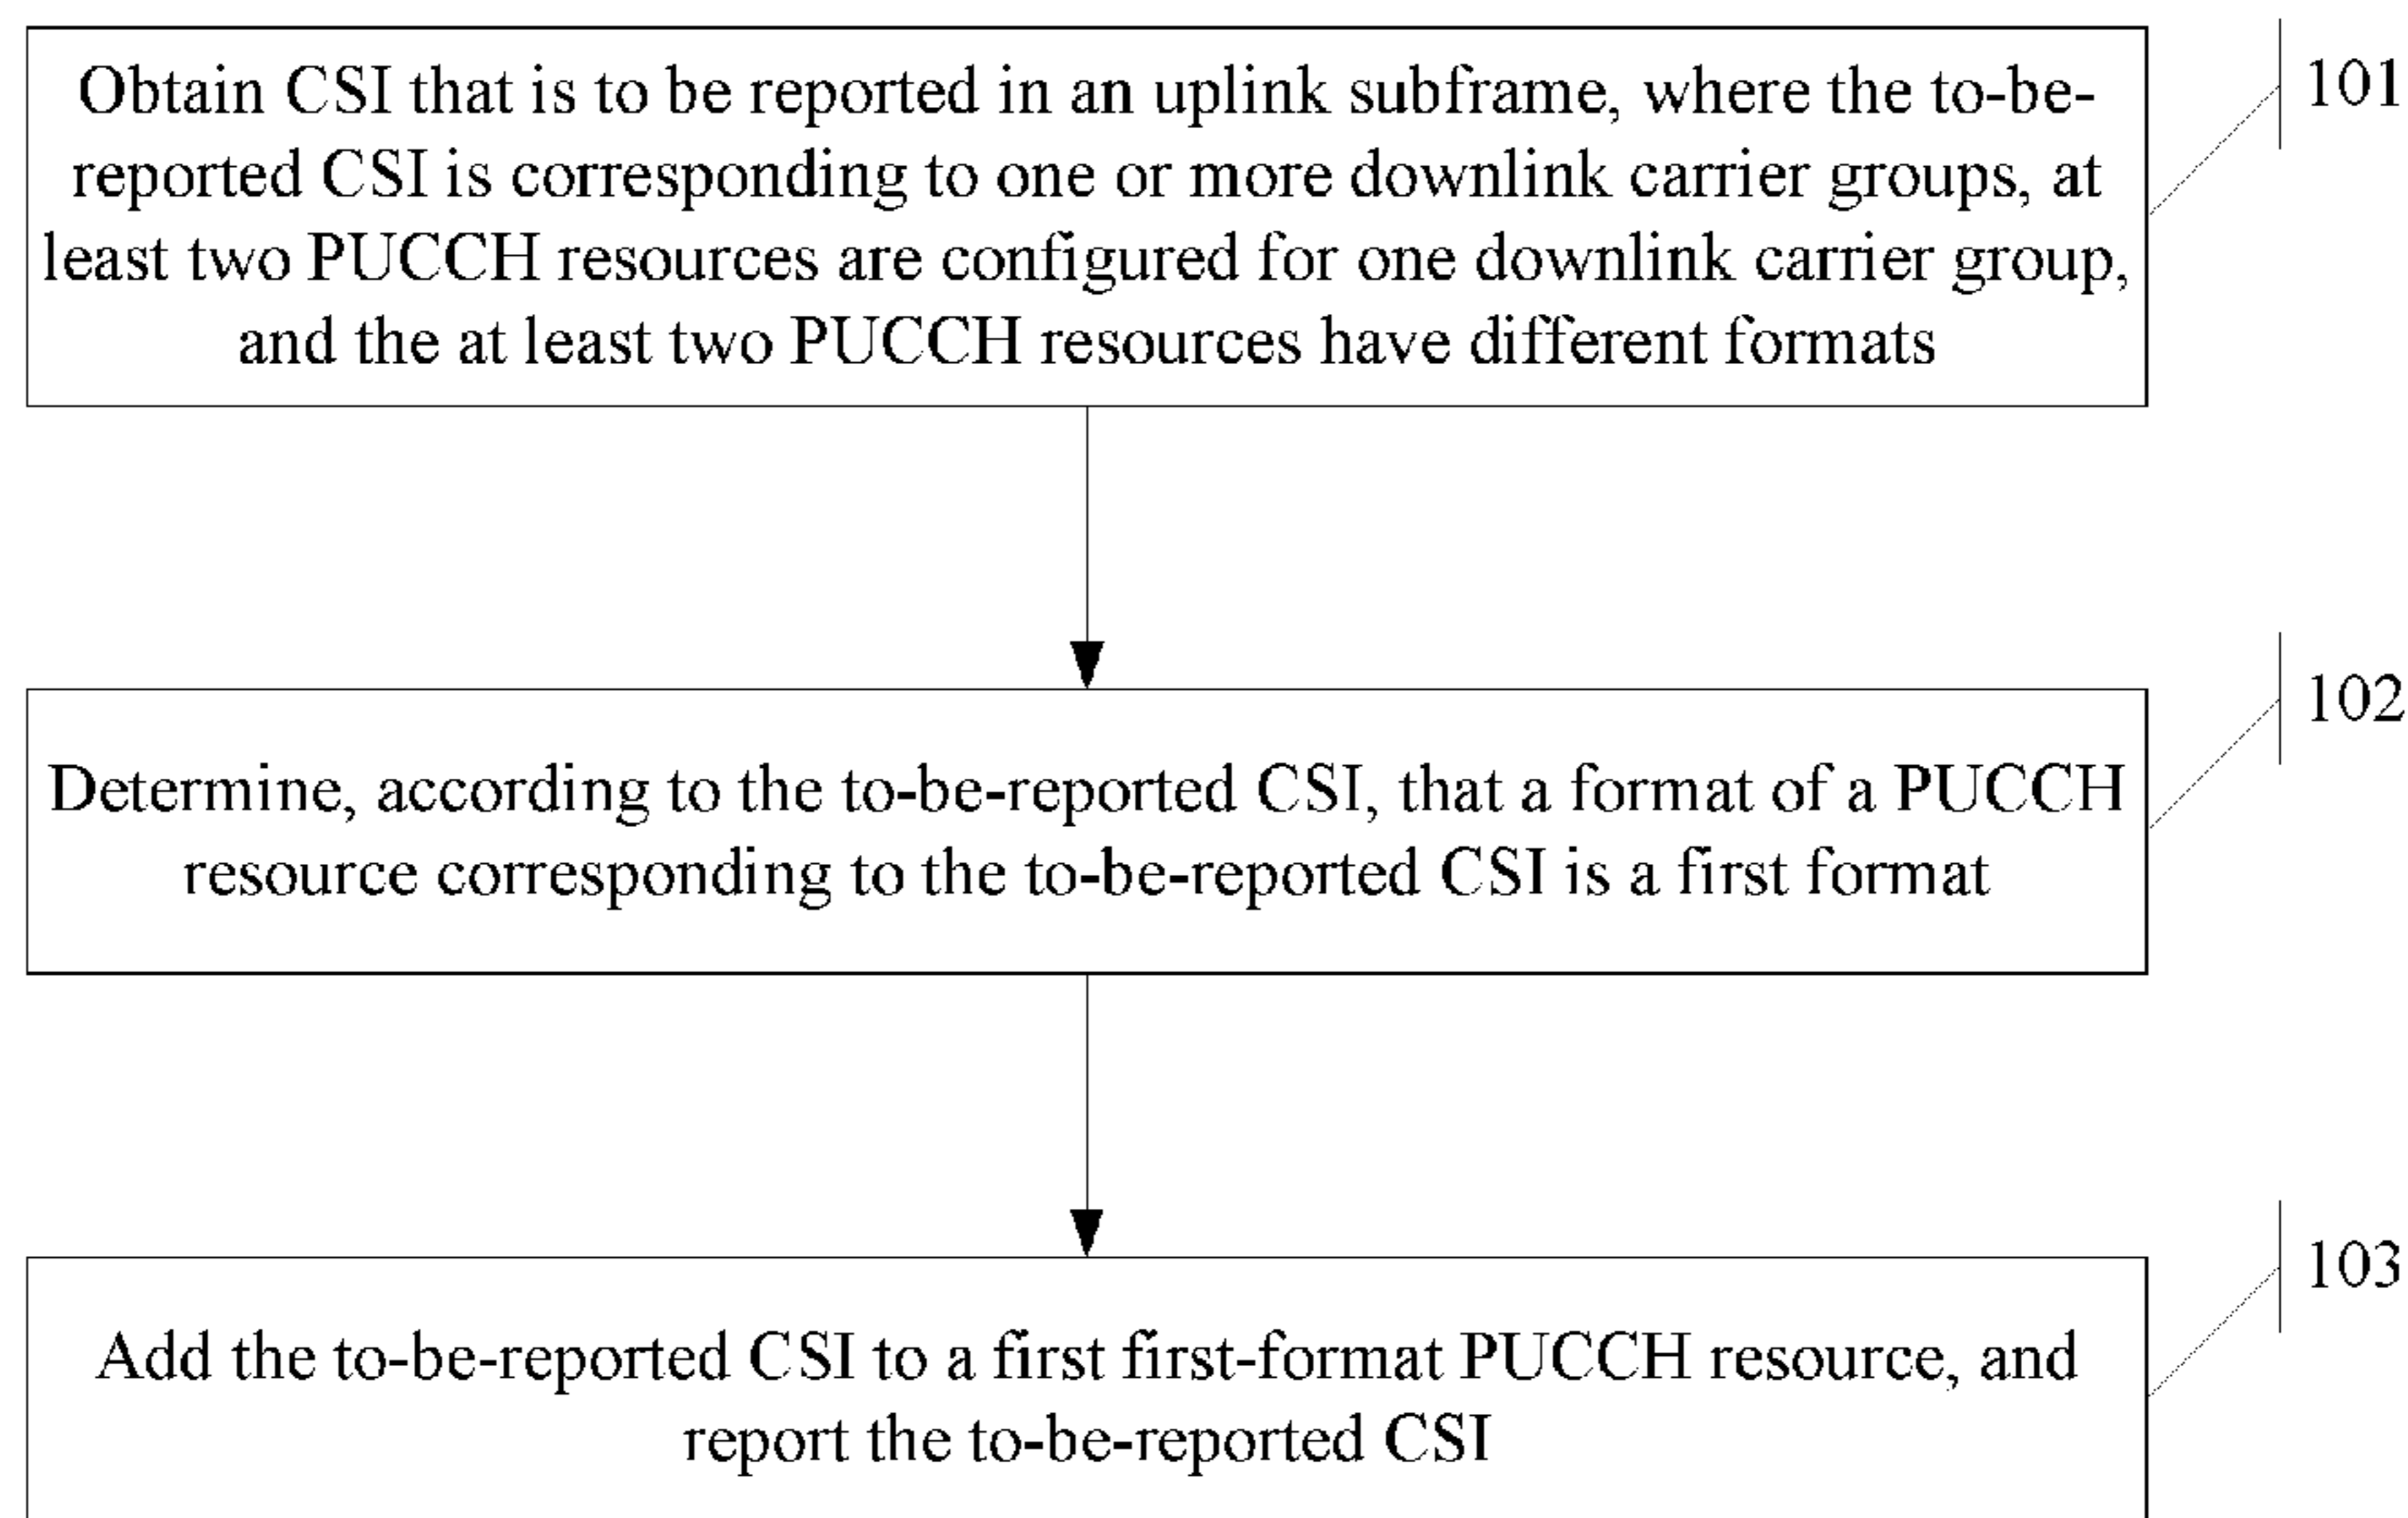 Obtain CSI that is to be reported in an uplink subframe, where the to-be-
reported CSI is corresponding to one or more downlink carrier groups, at
least two PUCCH resources are configured for one downlink carrier group,
and the at least two PUCCH resources have different formats
101
Determine, according to the to-be-reported CSI, that a format of a PUCCH
resource corresponding to the to-be-reported CSI is a first format
102
Add the to-be-reported CSI to a first first-format PUCCH resource, and
report the to-be-reported CSI
103